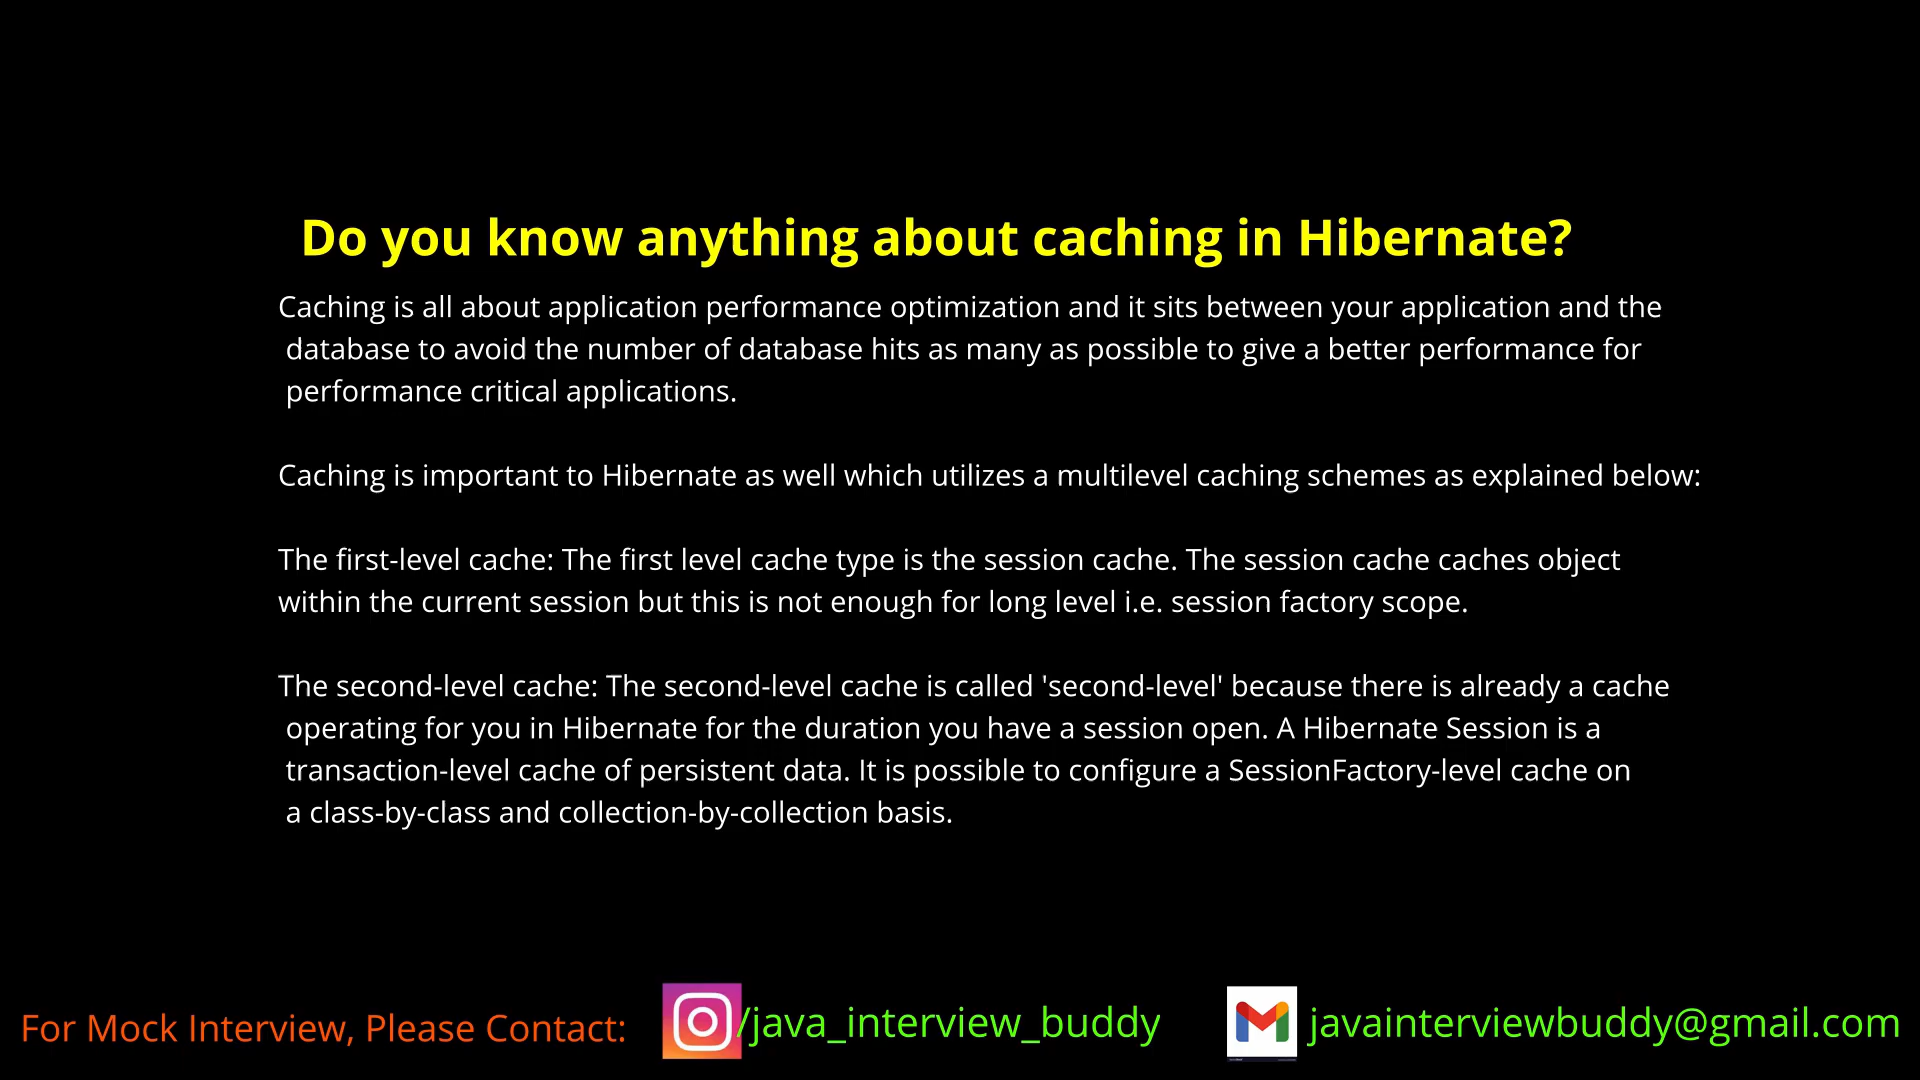 Do you know anything about caching in Hibernate?
Caching is all about application performance optimization and it sits between your application and the
database to avoid the number of database hits as many as possible to give a better performance for
performance critical applications.
Caching is important to Hibernate as well which utilizes a multilevel caching schemes as explained below:
The first-level cache: The first level cache type is the session cache. The session cache caches object
within the current session but this is not enough for long level i.e. session factory scope.
The second-level cache: The second-level cache is called 'second-level' because there is already a cache
operating for you in Hibernate for the duration you have a session open. A Hibernate Session is a
transaction-level cache of persistent data. It is possible to configure a SessionFactory-level cache on
a class-by-class and collection-by-collection basis.
For Mock Interview, Please Contact: /java_interview_buddy javainterviewbuddy@gmail.com